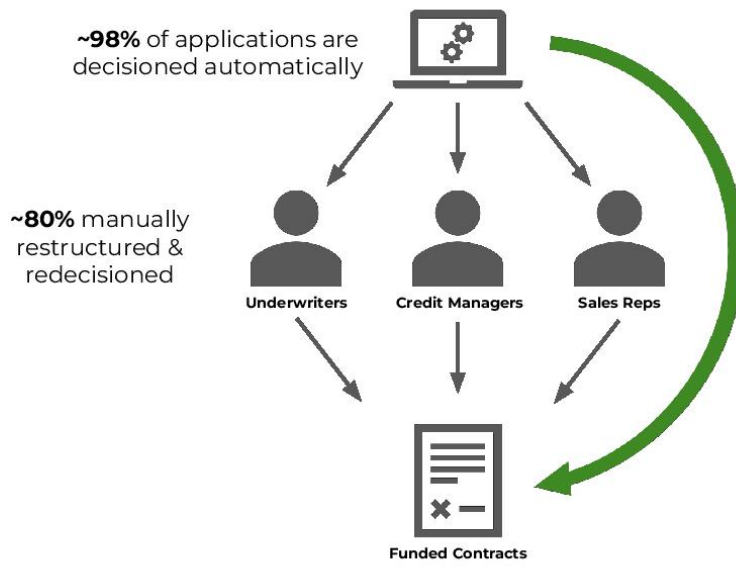 ~98% of applications are
decisioned automatically
~80% manually
restructured &
redecisioned
Underwriters
Credit Managers
Sales Reps
Funded Contracts